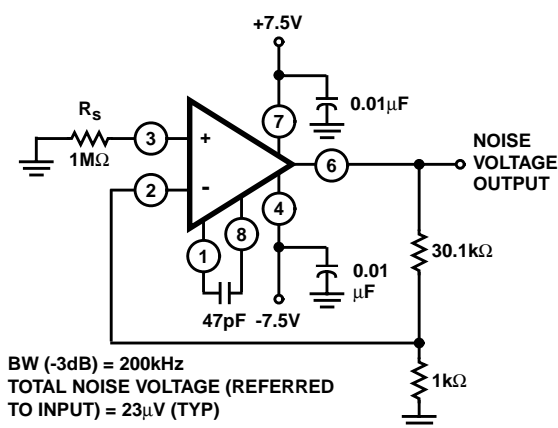 +7.5V
0.01µF
RS
1MΩ
3
+
7
NOISE
VOLTAGE
OUTPUT
6
2
-
4
8
1
30.1kΩ
0.01
µF
47pF
-7.5V
BW (-3dB) = 200kHz
TOTAL NOISE VOLTAGE (REFERRED
TO INPUT) = 23µV (TYP)
1kΩ